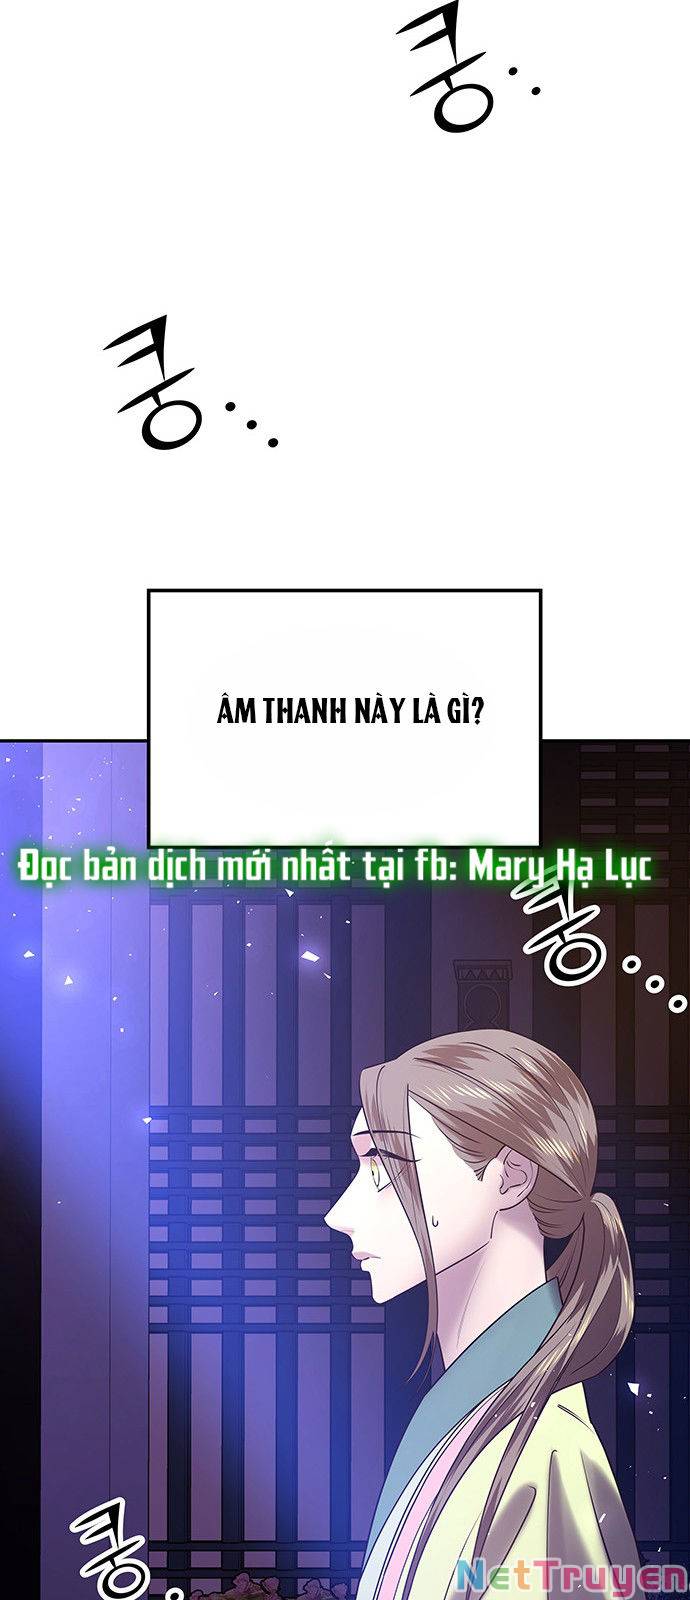 쿵..
쿵...
ÂM THANH NÀY LÀ GÌ?
Đọc bản dịch mới nhất tại fb: Mary Hạ Lục
쿵...
쿵..
NetTruyen